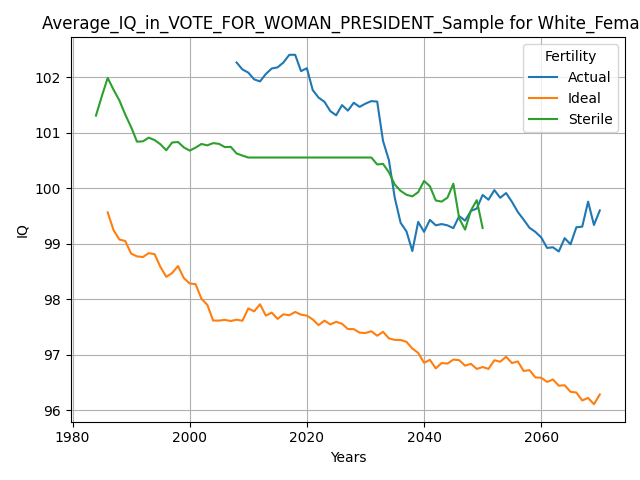 Average_IQ_in_VOTE_FOR_WOMAN_PRESIDENT_Sample for White_Fema
102
101
100
99
98
97
96
IQ
1980
2000
2020
2040
2060
Years
Fertility
Actual
Ideal
Sterile